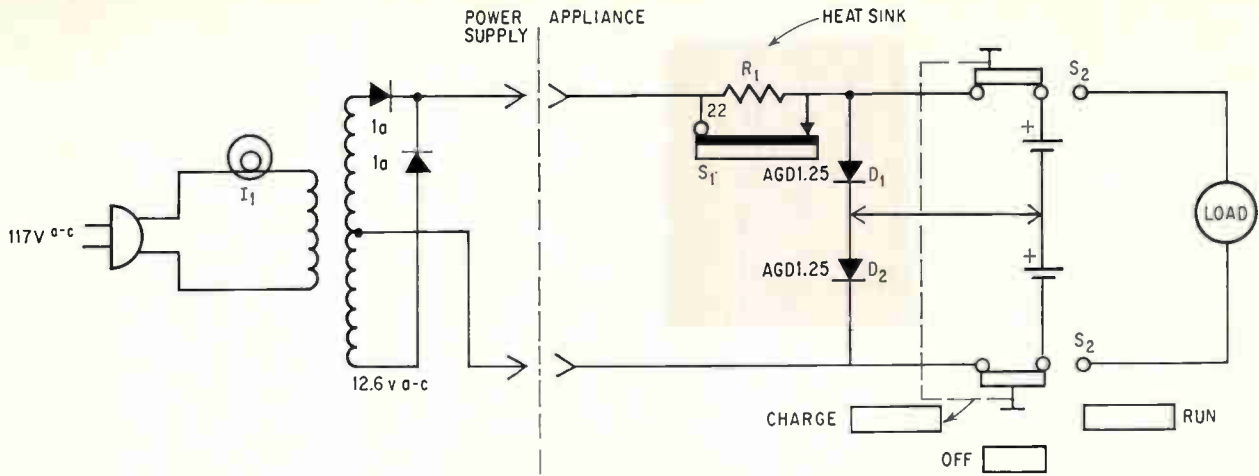 POWER SUPPLY
APPLIANCE
HEAT SINK
R1
S2
22
1a
1a
+
I1
S1
AGD1.25 D1
117V a-c
LOAD
+
AGD1.25 D2
S2
12.6 v a-c
CHARGE
RUN
OFF